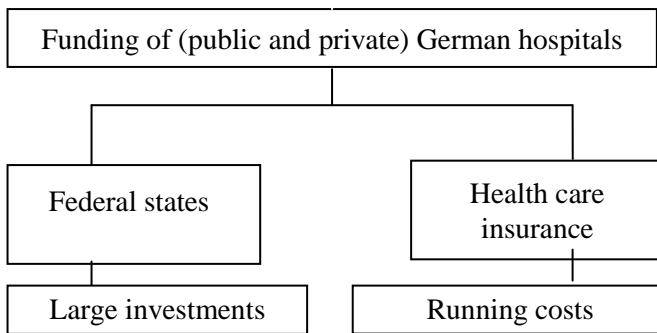 Funding of (public and private) German hospitals
Federal states
Health care
insurance
Large investments
Running costs